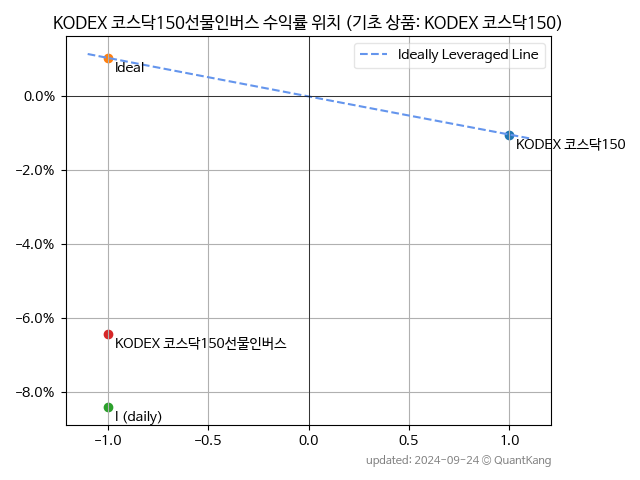 KODEX 코스닥150선물인버스 수익률 위치 (기초 상품: KODEX 코스닥150)
Ideally Leveraged Line
Ideal
0.0%
KODEX 코스닥150
−2.0%
−4.0%
−6.0%
KODEX 코스닥150선물인버스
−8.0%
I (daily)
−1.0 −0.5 0.0 0.5 1.0
updated: 2024-09-24 © QuantKang